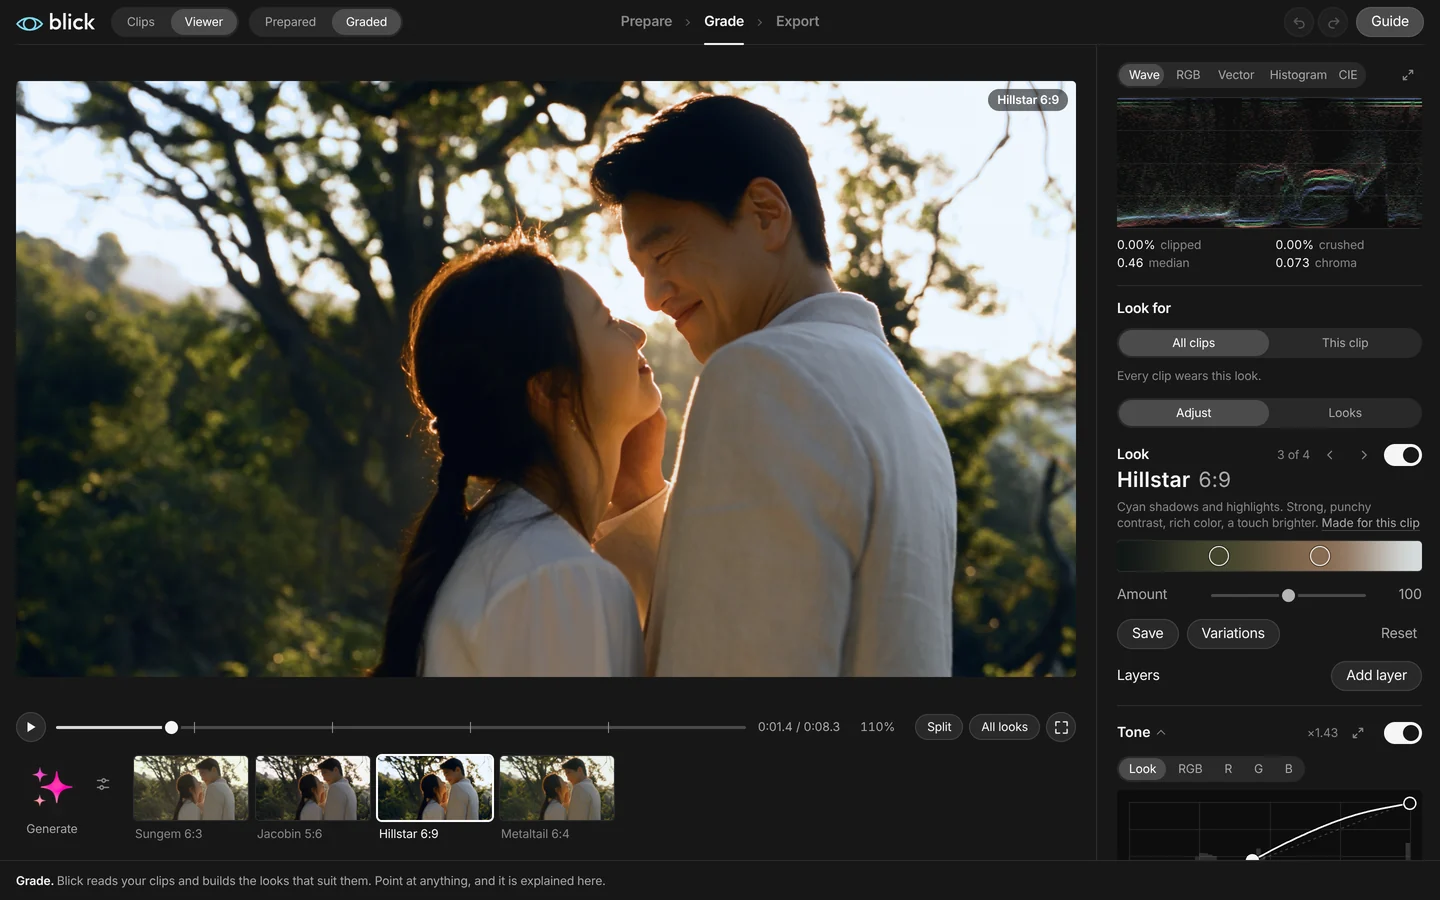 blick
Clips
Viewer
Prepared
Graded
Prepare
Grade
Export
Guide
Hillstar 6:9
Wave
RGB
Vector
Histogram
CIE
0.00% clipped
0.00% crushed
0.46 median
0.073 chroma
Look for
All clips
This clip
Every clip wears this look.
Adjust
Looks
Look
3 of 4
Hillstar 6:9
Cyan shadows and highlights. Strong, punchy
contrast, rich color, a touch brighter. Made for this clip
Amount
100
Save
Variations
Reset
Layers
Add layer
Tone
×1.43
Look
RGB
R
G
B
0:01.4 / 0:08.3
110%
Split
All looks
Generate
Sungem 6:3
Jacobin 5:6
Hillstar 6:9
Metaltail 6:4
Grade. Blick reads your clips and builds the looks that suit them. Point at anything, and it is explained here.